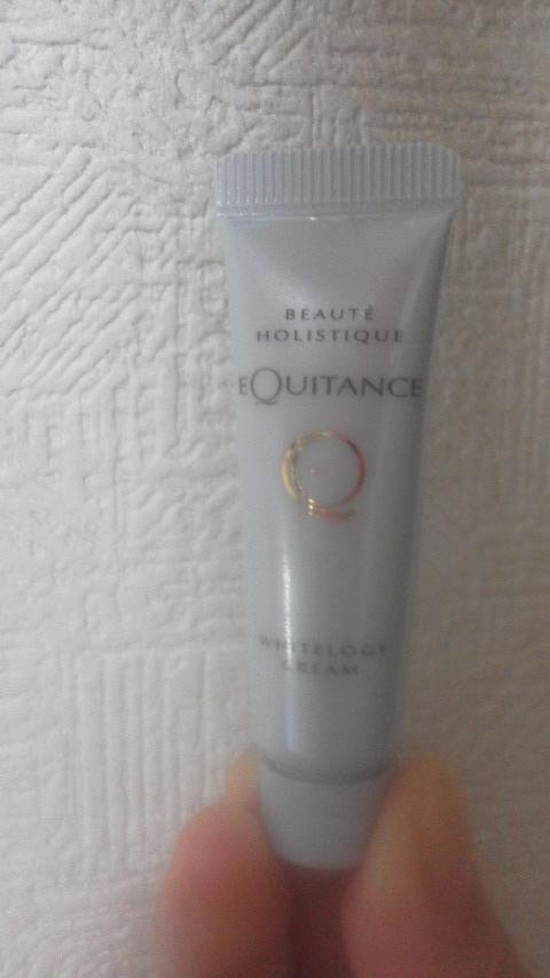 BEAUTÉ
HOLISTIQUE
EQUITANCE
Q
WHITELOGY
CREAM